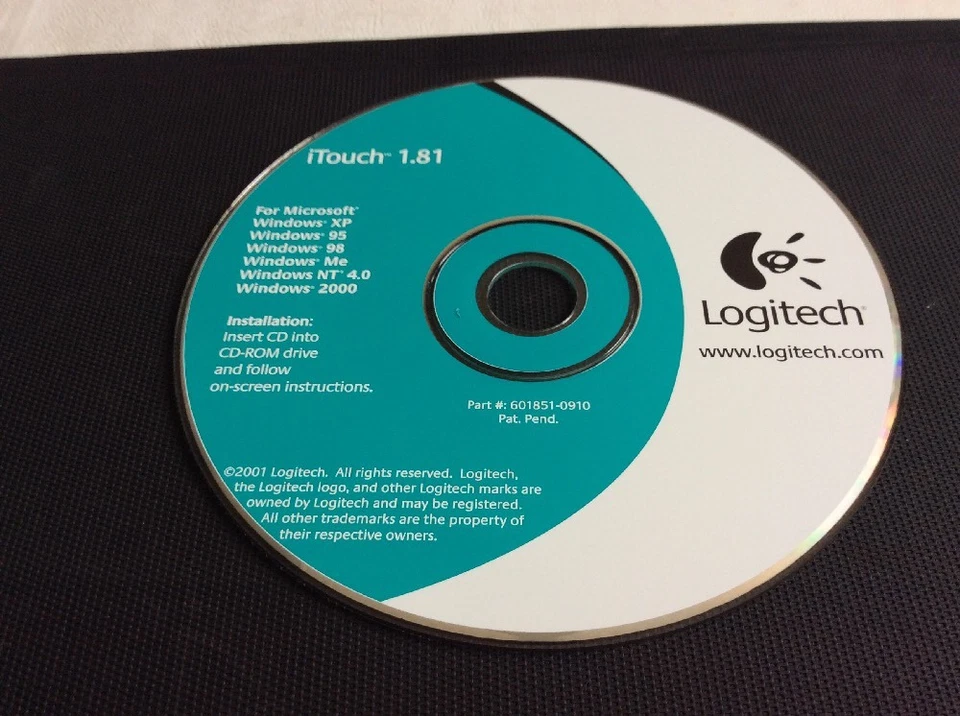 iTouch™ 1.81
For Microsoft®
Windows® XP
Windows® 95
Windows® 98
Windows® Me
Windows NT® 4.0
Windows® 2000
Installation:
Insert CD into
CD-ROM drive
and follow
on-screen instructions.
Part #: 601851-0910
Pat. Pend.
©2001 Logitech. All rights reserved. Logitech,
the Logitech logo, and other Logitech marks are
owned by Logitech and may be registered.
All other trademarks are the property of
their respective owners.
Logitech®
www.logitech.com